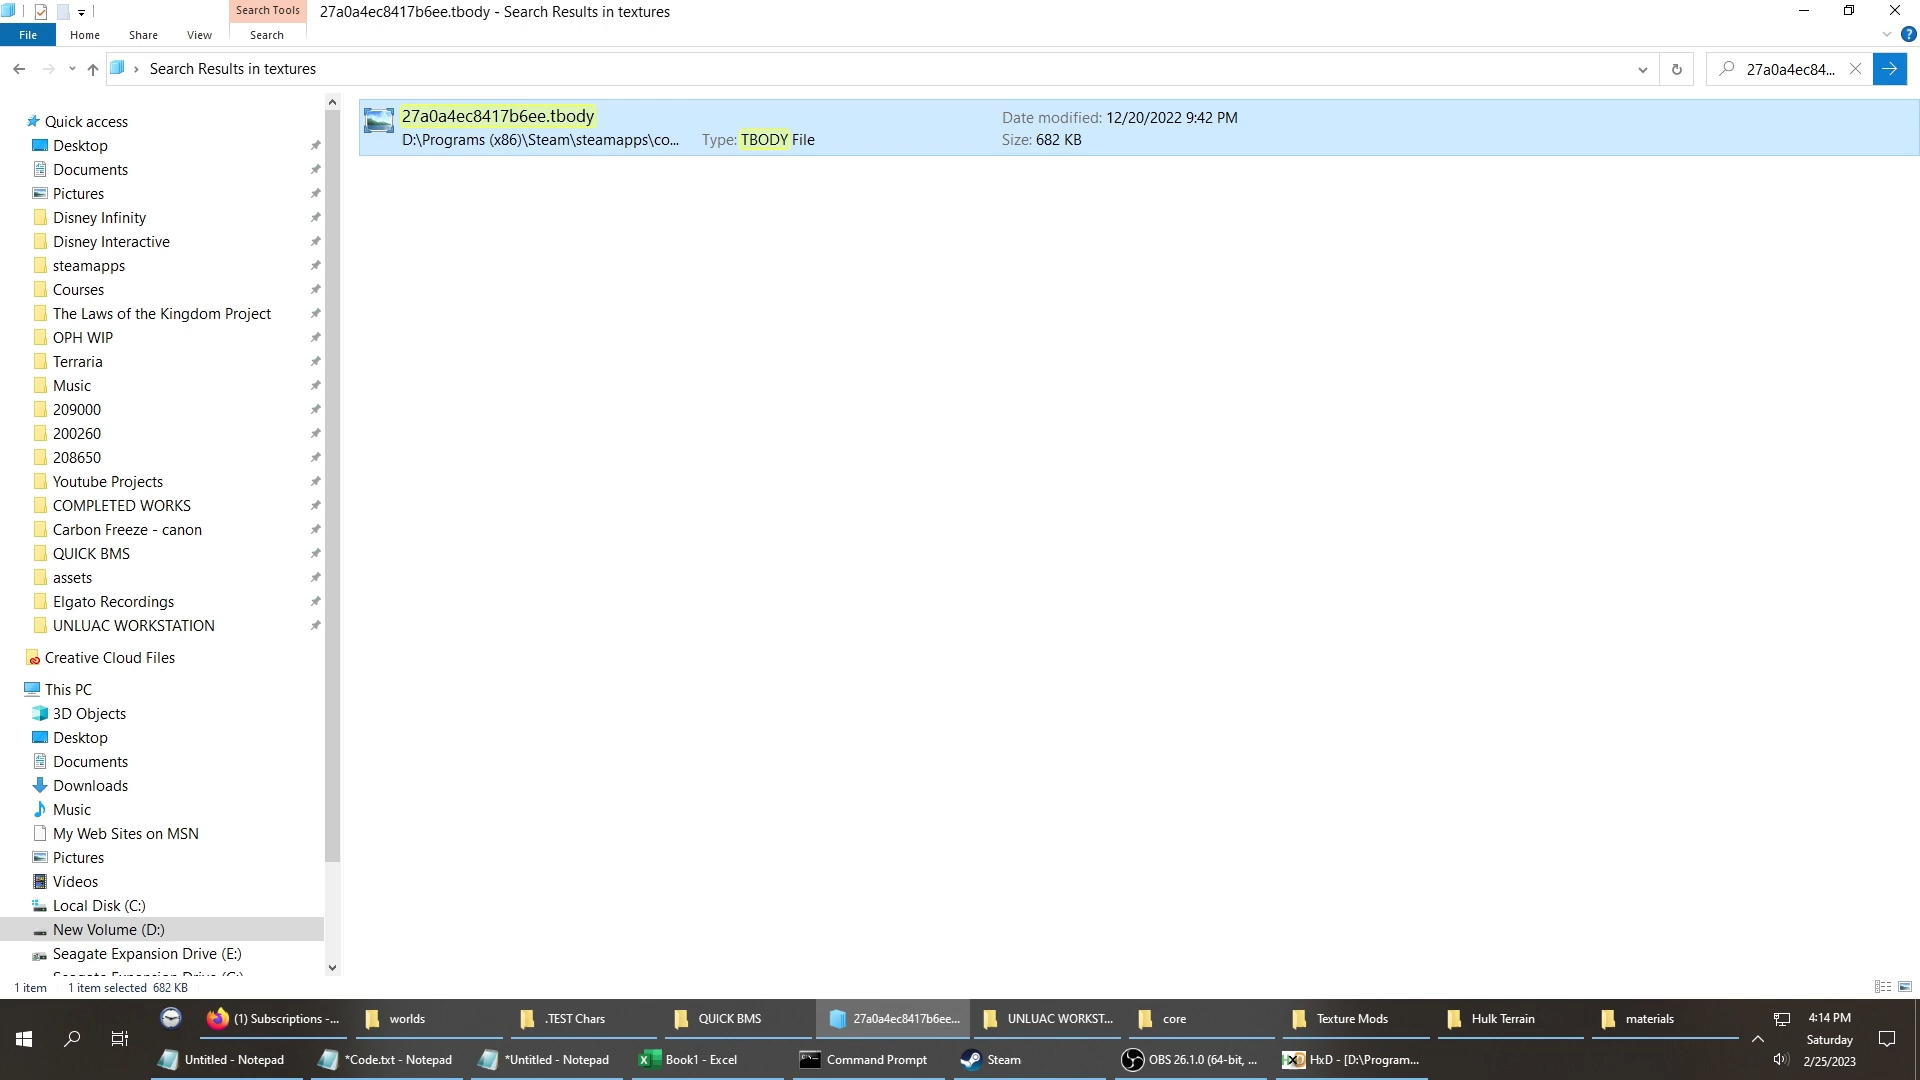 Search Tools
27a0a4ec8417b6ee.tbody - Search Results in textures
File
Home
Share
View
Search
Search Results in textures
27a0a4ec84...
Quick access
Desktop
Documents
Pictures
Disney Infinity
Disney Interactive
steamapps
Courses
The Laws of the Kingdom Project
OPH WIP
Terraria
Music
209000
200260
208650
Youtube Projects
COMPLETED WORKS
Carbon Freeze - canon
QUICK BMS
assets
Elgato Recordings
UNLUAC WORKSTATION
Creative Cloud Files
This PC
3D Objects
Desktop
Documents
Downloads
Music
My Web Sites on MSN
Pictures
Videos
Local Disk (C:)
New Volume (D:)
Seagate Expansion Drive (E:)
27a0a4ec8417b6ee.tbody
D:\Programs (x86)\Steam\steamapps\co...
Type: TBODY File
Date modified: 12/20/2022 9:42 PM
Size: 682 KB
1 item
1 item selected 682 KB
(1) Subscriptions -...
worlds
.TEST Chars
QUICK BMS
27a0a4ec8417b6ee...
UNLUAC WORKST...
core
Texture Mods
Hulk Terrain
materials
Untitled - Notepad
*Code.txt - Notepad
*Untitled - Notepad
Book1 - Excel
Command Prompt
Steam
OBS 26.1.0 (64-bit, ...
HxD - [D:\Program...
4:14 PM
Saturday
2/25/2023